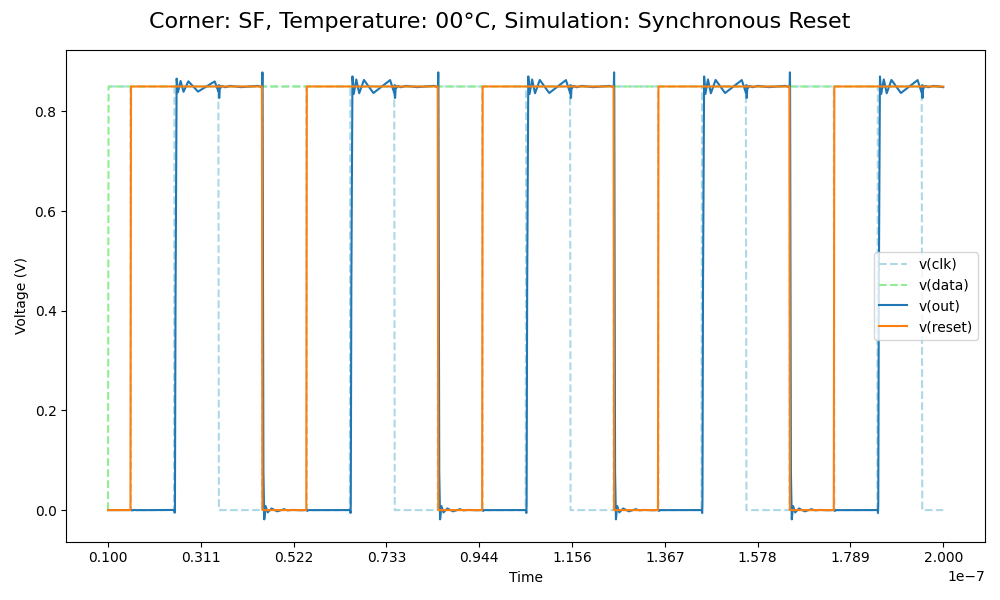 Corner: SF, Temperature: 00°C, Simulation: Synchronous Reset
Voltage (V)
0.8
0.6
0.4
0.2
0.0
v(clk)
v(data)
v(out)
v(reset)
0.100 0.311 0.522 0.733 0.944 1.156 1.367 1.578 1.789 2.000
1e−7
Time